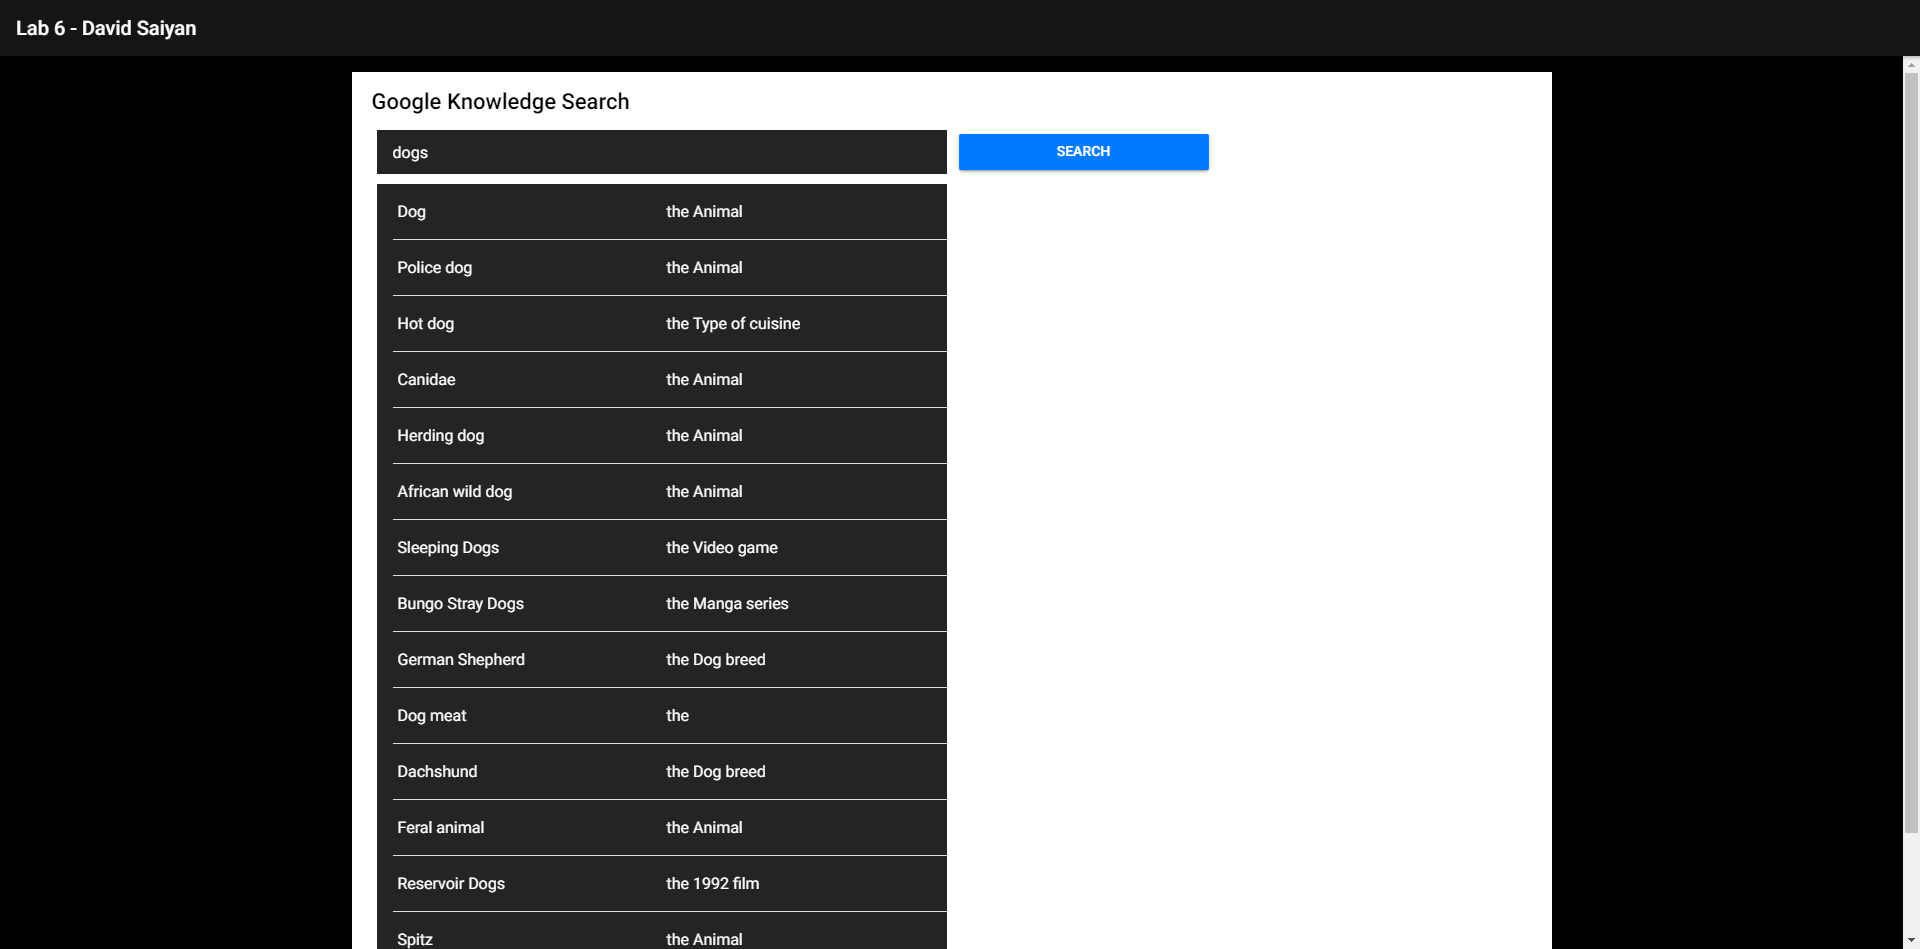 Lab 6 - David Saiyan
Google Knowledge Search
dogs
SEARCH
Dog the Animal
Police dog the Animal
Hot dog the Type of cuisine
Canidae the Animal
Herding dog the Animal
African wild dog the Animal
Sleeping Dogs the Video game
Bungo Stray Dogs the Manga series
German Shepherd the Dog breed
Dog meat the
Dachshund the Dog breed
Feral animal the Animal
Reservoir Dogs the 1992 film
Spitz the Animal